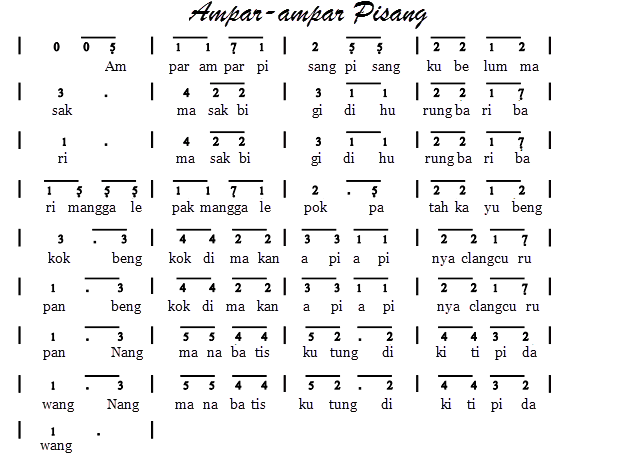 Ampar-ampar Pisang
| 0 0 5̣ | 1 1 7̣ 1 | 2 5̣ 5̣ | 2 2 1 2 |
Am par am par pi sang pi sang ku be lum ma
| 3 . | 4 2 2 | 3 1 1 | 2 2 1 7̣ |
sak ma sak bi gi di hu rung ba ri ba
| 1 . | 4 2 2 | 3 1 1 | 2 2 1 7̣ |
ri ma sak bi gi di hu rung ba ri ba
| 1 5̣ 5̣ 5̣ | 1 1 7̣ 1 | 2 . 5̣ | 2 2 1 2 |
ri mangga le pak mangga le pok pa tah ka yu beng
| 3 . 3 | 4 4 2 2 | 3 3 1 1 | 2 2 1 7̣ |
kok beng kok di ma kan a pi a pi nya clangcu ru
| 1 . 3 | 4 4 2 2 | 3 3 1 1 | 2 2 1 7̣ |
pan beng kok di ma kan a pi a pi nya clangcu ru
| 1 . 3 | 5 5 4 4 | 5 2 . 2 | 4 4 3 2 |
pan Nang ma na ba tis ku tung di ki ti pi da
| 1 . 3 | 5 5 4 4 | 5 2 . 2 | 4 4 3 2 |
wang Nang ma na ba tis ku tung di ki ti pi da
| 1 . |
wang